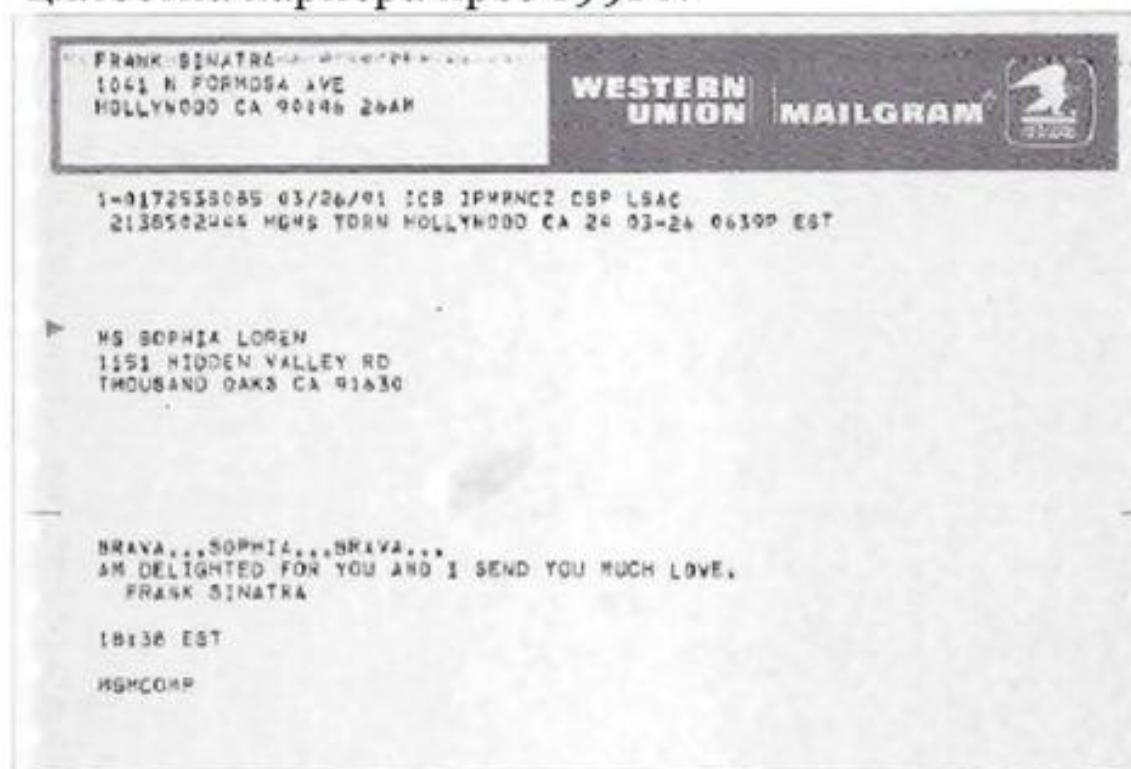 FRANK SINATRA
1041 N FORMOSA AVE
HOLLYWOOD CA 90046 26AM
WESTERN UNION MAILGRAM
1-0172538085 03/26/91 ICS IPMRNCZ CSP LSAC
MGMS TDRN HOLLYWOOD CA 24 03-26 0639P EST
MS SOPHIA LOREN
1151 HIDDEN VALLEY RD
THOUSAND OAKS CA 91630
BRAVA...SOPHIA...BRAVA...
AM DELIGHTED FOR YOU AND I SEND YOU MUCH LOVE.
FRANK SINATRA
18:38 EST
MGMCOMP